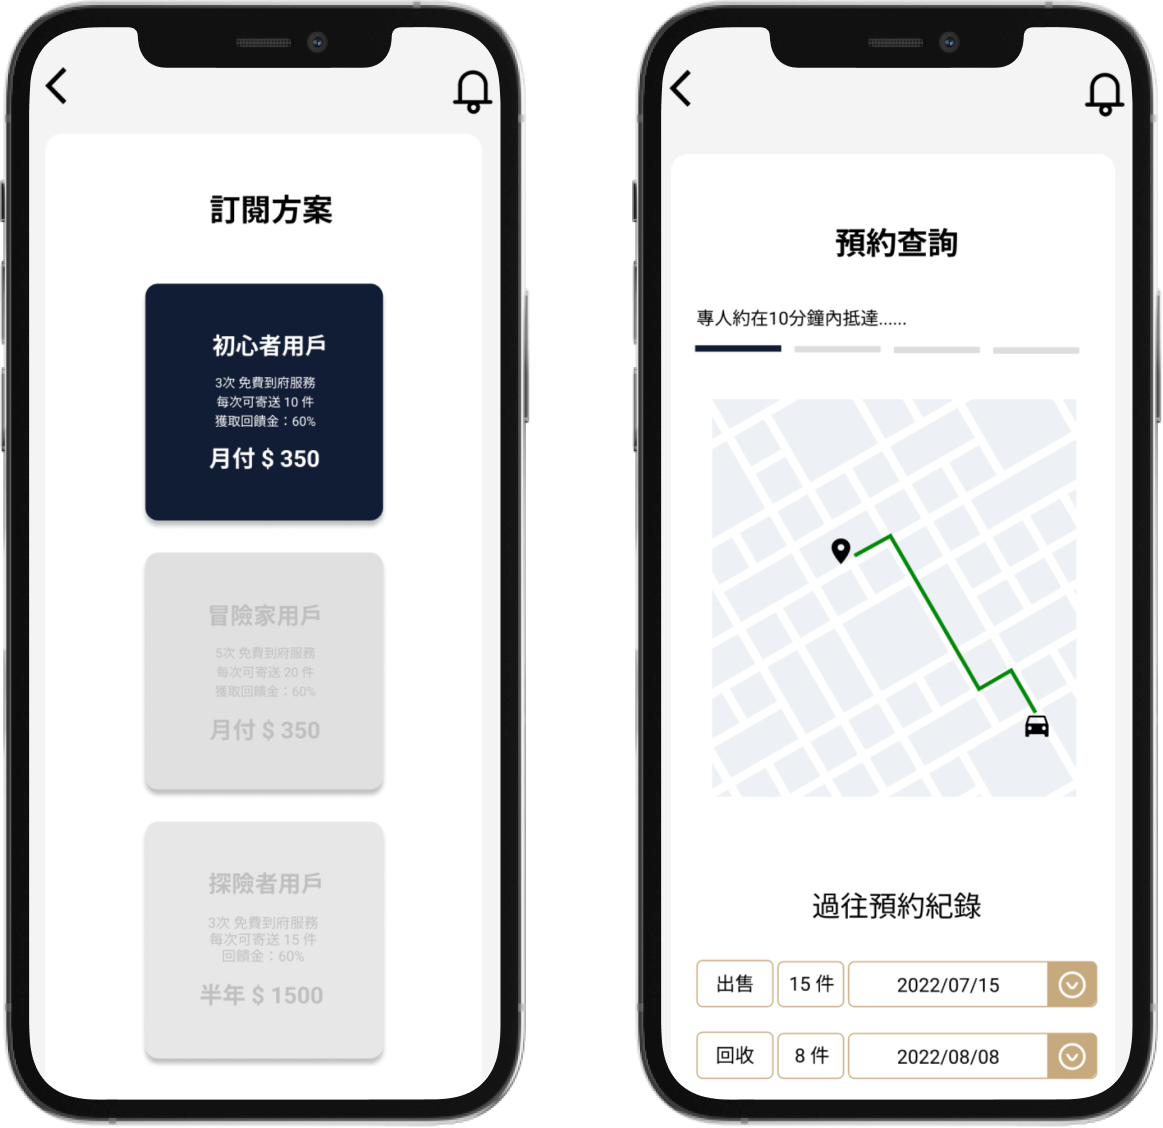 訂閱方案
初心者用戶
3次 免費到府服務
每次可寄送 10 件
獲取回饋金：60%
月付 $ 350
冒險家用戶
5次 免費到府服務
每次可寄送 20 件
獲取回饋金：60%
月付 $ 350
探險者用戶
3次 免費到府服務
每次可寄送 15 件
回饋金：60%
半年 $ 1500
預約查詢
專人約在10分鐘內抵達......
過往預約紀錄
出售 15 件 2022/07/15
回收 8 件 2022/08/08